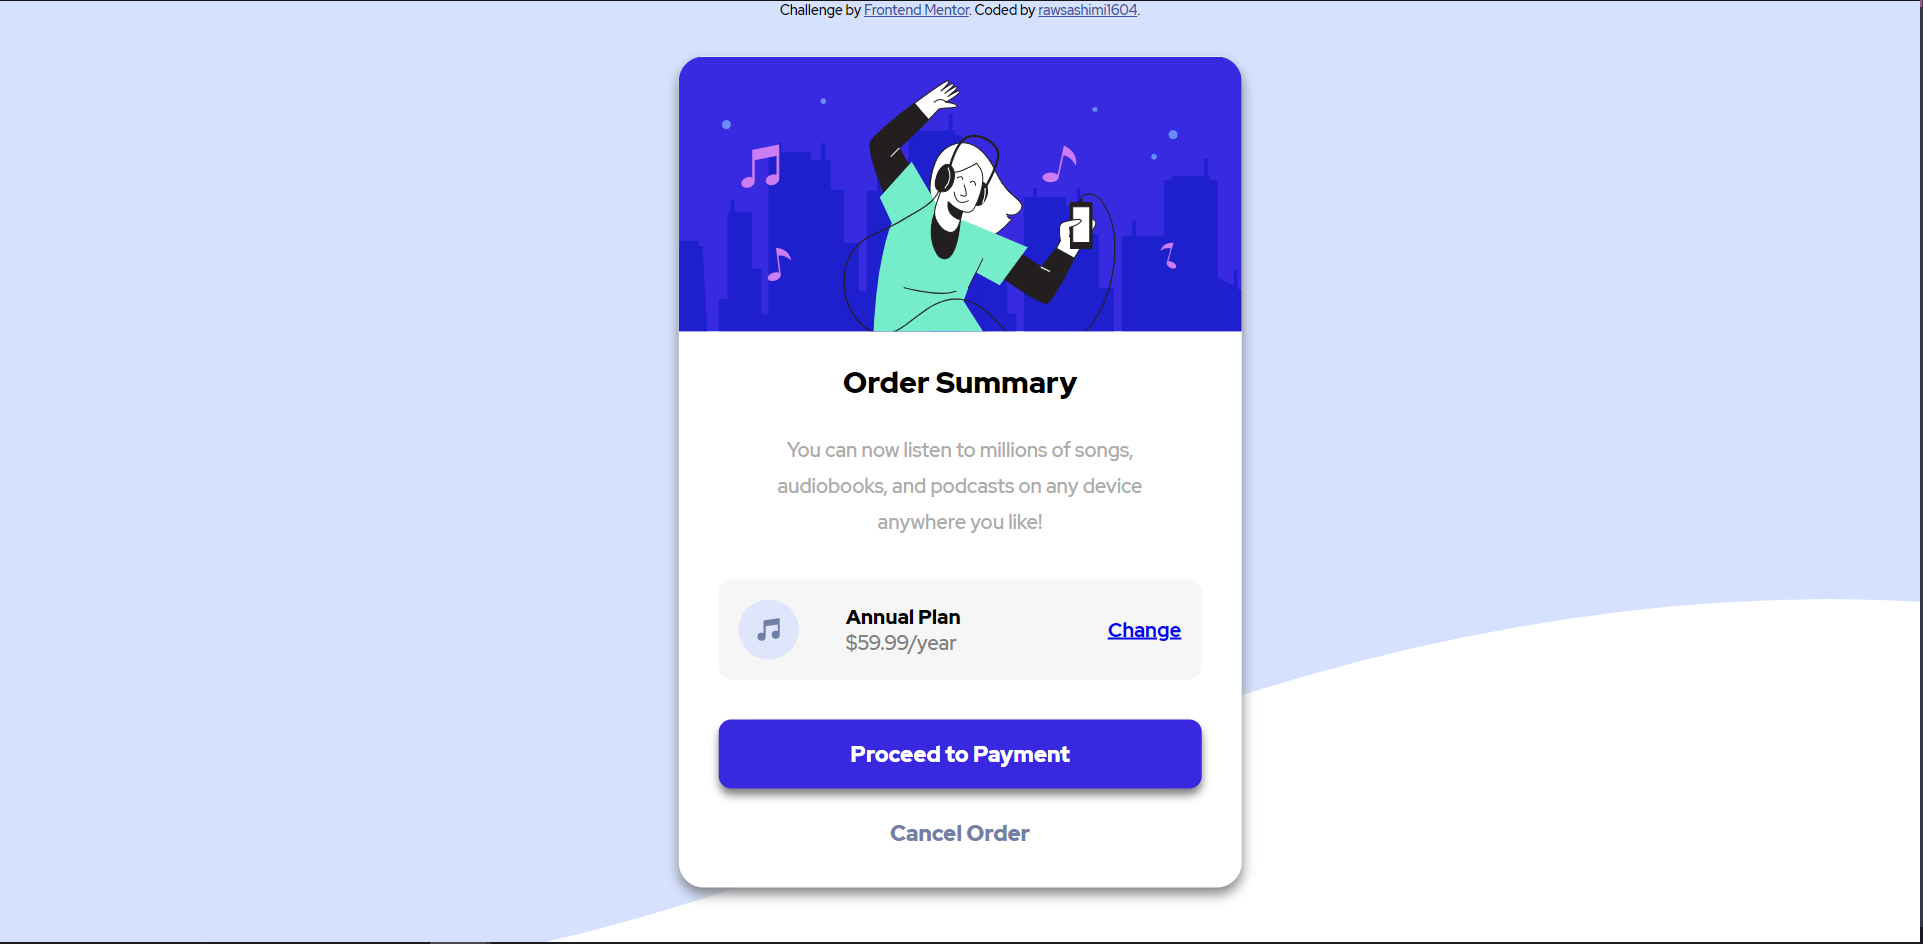 Challenge by Frontend Mentor. Coded by rawsashimi1604.
Order Summary
You can now listen to millions of songs,
audiobooks, and podcasts on any device
anywhere you like!
Annual Plan
$59.99/year
Change
Proceed to Payment
Cancel Order